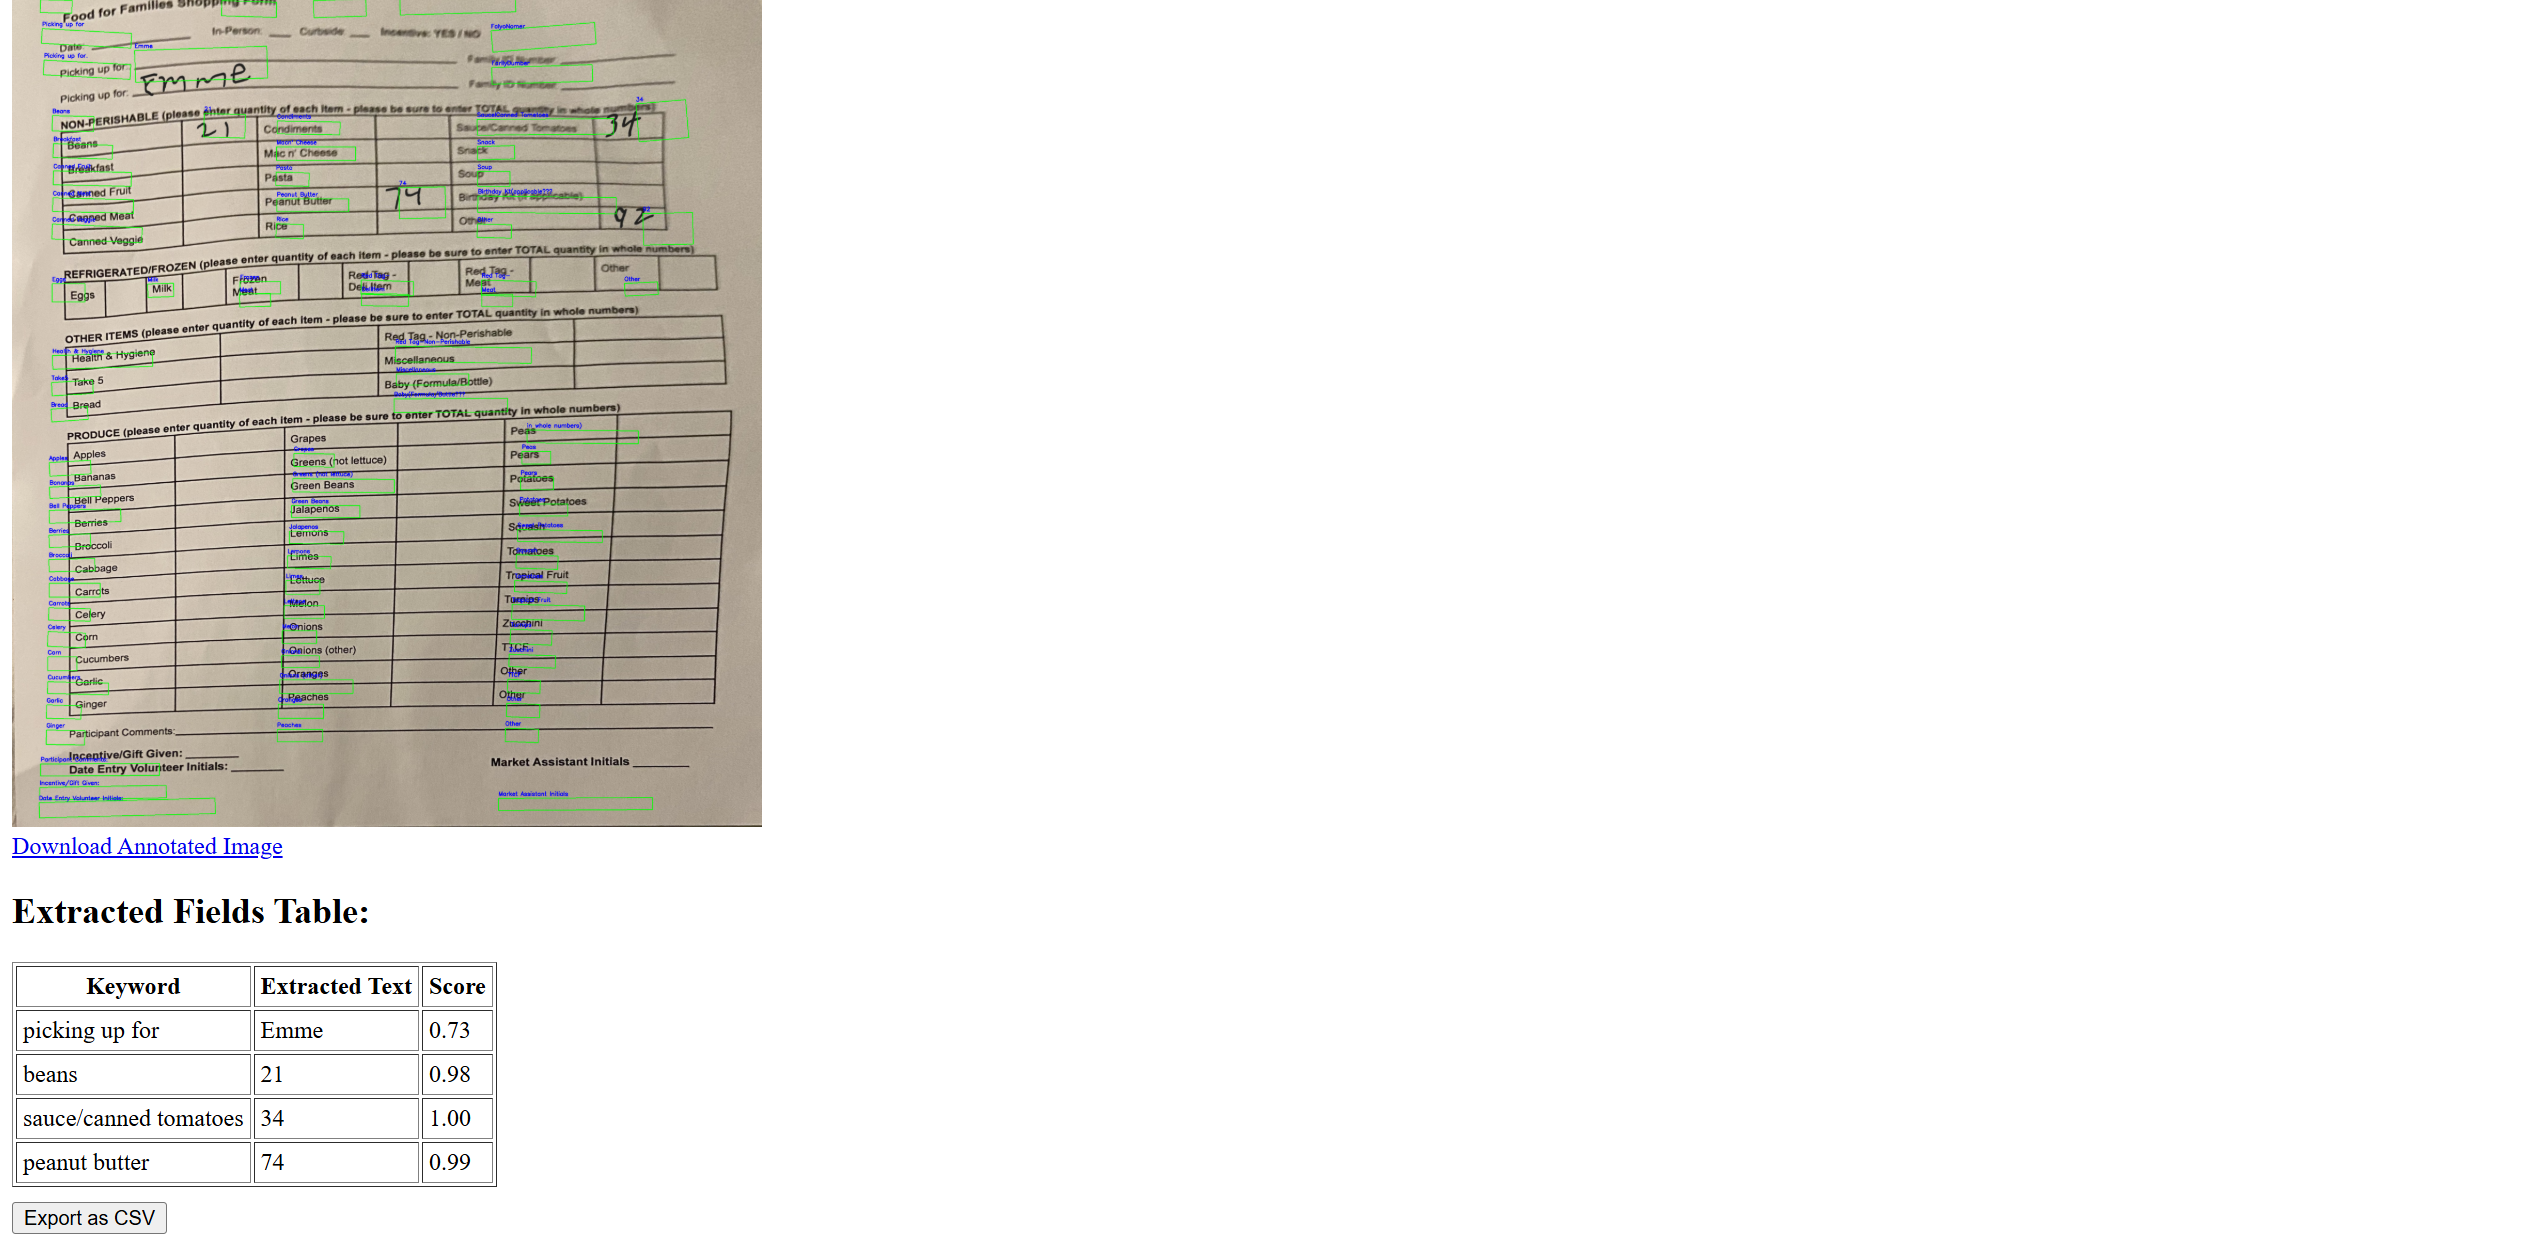 Food for Families Shopping Form
Date: In-Person: Curbside: Incentive: YES / NO
Picking up for: Family ID Number
Picking up for: Emme Family ID Number
NON-PERISHABLE (please enter quantity of each item - please be sure to enter TOTAL quantity in whole numbers)
Beans 21 Condiments Sauce/Canned Tomatoes 34
Breakfast Mac n' Cheese Snack
Canned Fruit Pasta Soup
Canned Meat Peanut Butter 74 Birthday Kit (if applicable)
Canned Veggie Rice Other 92
REFRIGERATED/FROZEN (please enter quantity of each item - please be sure to enter TOTAL quantity in whole numbers)
Eggs Milk Frozen Meat Red Tag - Deli Item Red Tag - Meat Other
OTHER ITEMS (please enter quantity of each item - please be sure to enter TOTAL quantity in whole numbers)
Health & Hygiene Red Tag - Non-Perishable
Take 5 Miscellaneous
Bread Baby (Formula/Bottle)
PRODUCE (please enter quantity of each item - please be sure to enter TOTAL quantity in whole numbers)
Apples Grapes Peas
Bananas Greens (not lettuce) Pears
Bell Peppers Green Beans Potatoes
Berries Jalapenos Sweet Potatoes
Broccoli Lemons Squash
Cabbage Limes Tomatoes
Carrots Lettuce Tropical Fruit
Celery Melon Turnips
Corn Onions Zucchini
Cucumbers Onions (other) TICF
Garlic Oranges Other
Ginger Peaches Other
Participant Comments:
Incentive/Gift Given:
Date Entry Volunteer Initials: Market Assistant Initials
Download Annotated Image
Extracted Fields Table:
Keyword Extracted Text Score
picking up for Emme 0.73
beans 21 0.98
sauce/canned tomatoes 34 1.00
peanut butter 74 0.99
Export as CSV